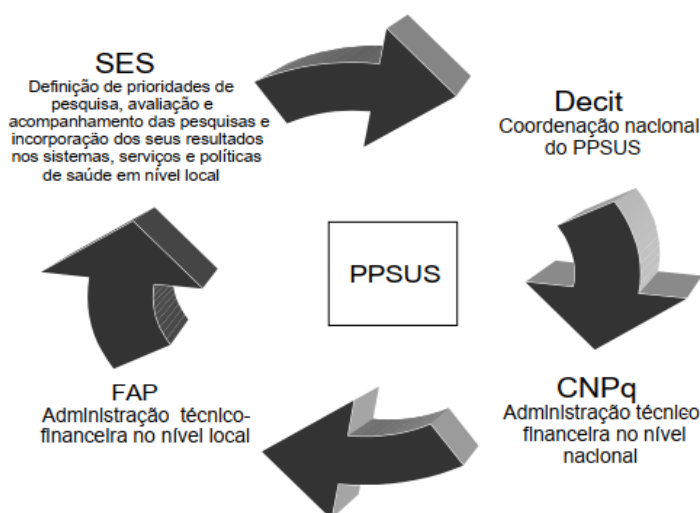 SES
Definição de prioridades de
pesquisa, avaliação e
acompanhamento das pesquisas e
incorporação dos seus resultados
nos sistemas, serviços e políticas
de saúde em nível local
Decit
Coordenação nacional
do PPSUS
PPSUS
FAP
Administração técnico-
financeira no nível local
CNPq
Administração técnico
financeira no nível
nacional